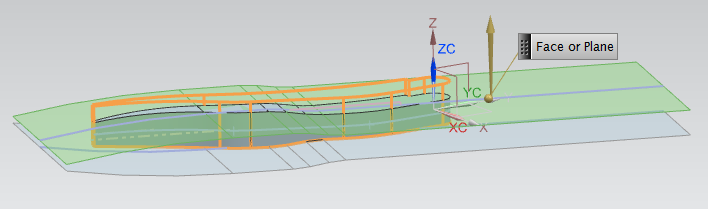 Z
ZC
Face or Plane
YC
XC
X